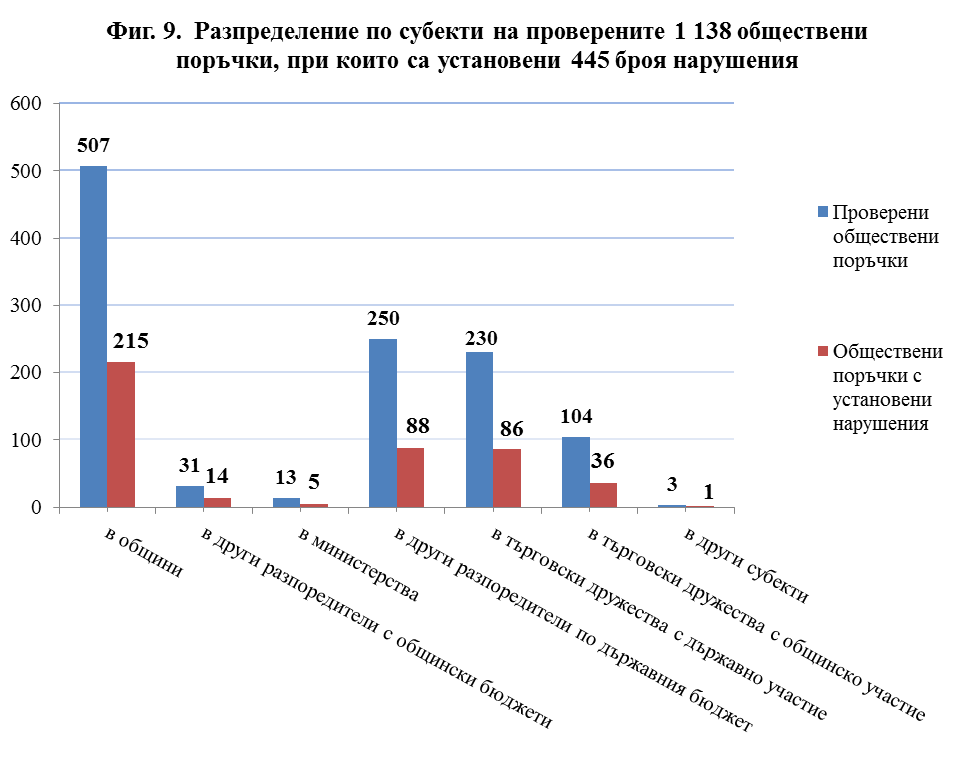 Фиг. 9. Разпределение по субекти на проверените 1 138 обществени
поръчки, при които са установени 445 броя нарушения
600
500
400
300
200
100
0
507
215
31
14
13
5
250
88
230
86
104
36
3
1
в общини
в други разпоредители с общински бюджети
в министерства
в други разпоредители по държавния бюджет
в търговски дружества с държавно участие
в търговски дружества с общинско участие
в други субекти
Проверени
обществени
поръчки
Обществени
поръчки с
установени
нарушения